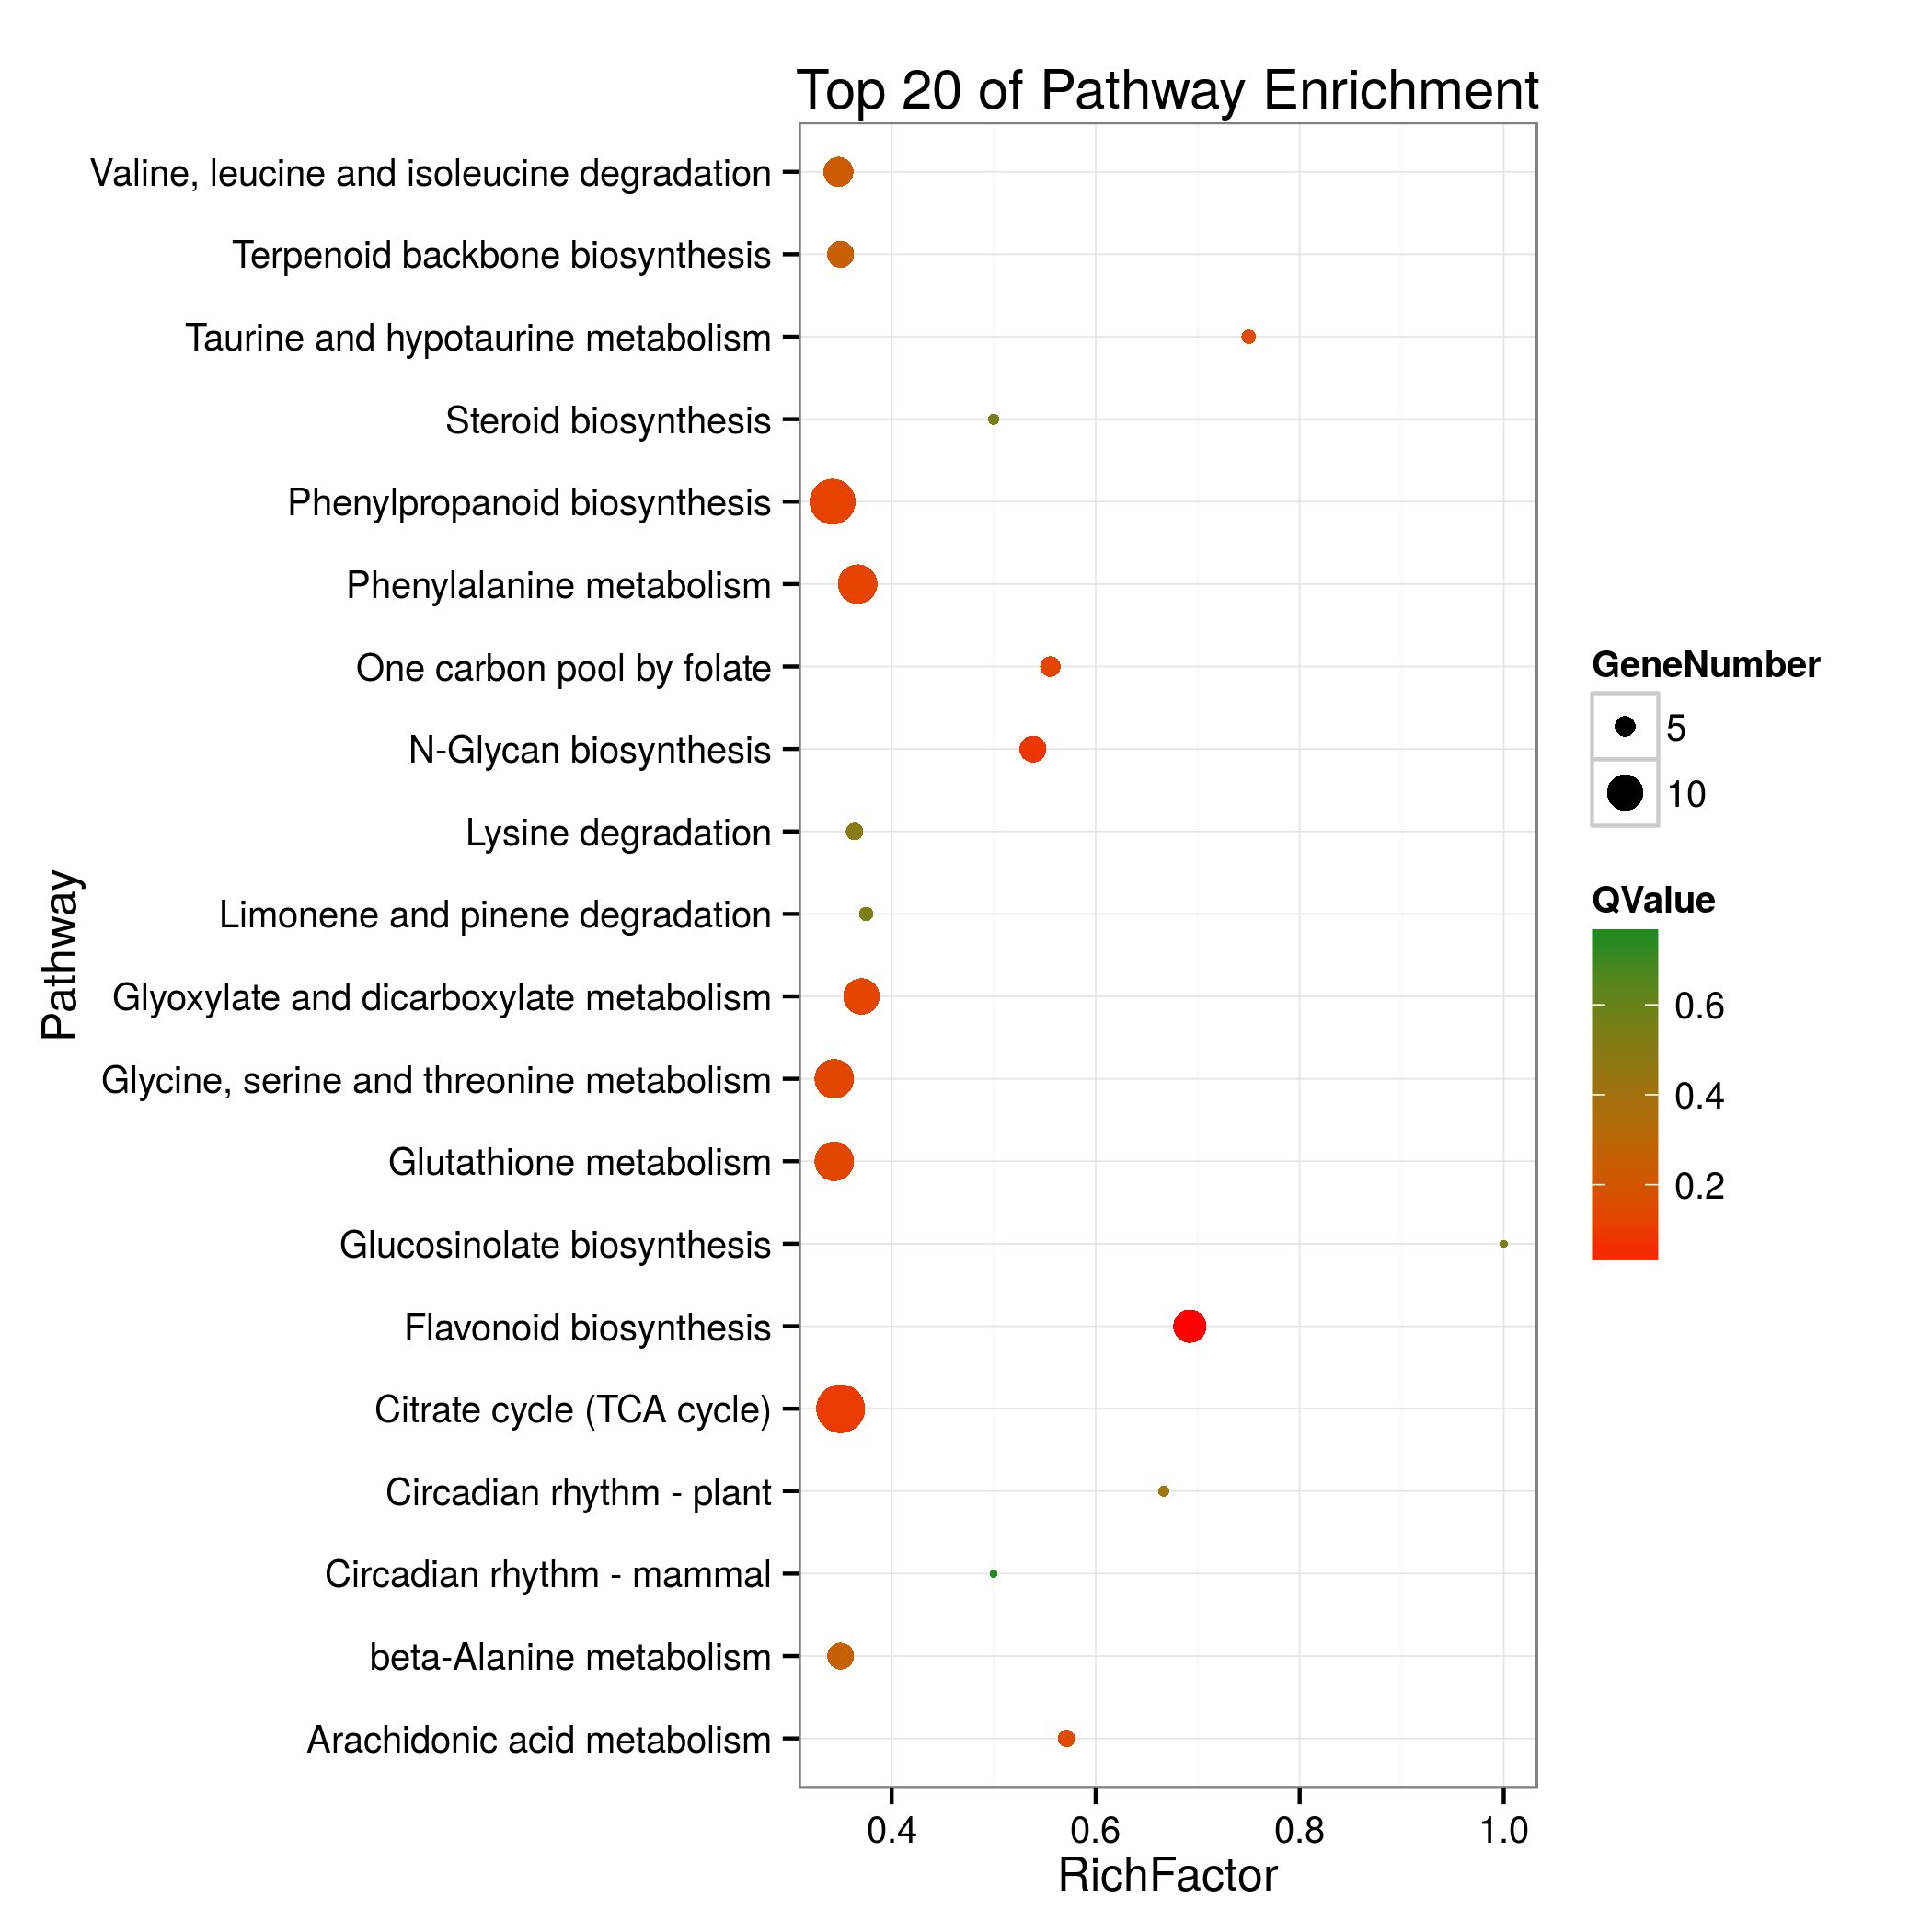 Top 20 of Pathway Enrichment
Valine, leucine and isoleucine degradation
Terpenoid backbone biosynthesis
Taurine and hypotaurine metabolism
Steroid biosynthesis
Phenylpropanoid biosynthesis
Phenylalanine metabolism
One carbon pool by folate
N-Glycan biosynthesis
Lysine degradation
Limonene and pinene degradation
Glyoxylate and dicarboxylate metabolism
Glycine, serine and threonine metabolism
Glutathione metabolism
Glucosinolate biosynthesis
Flavonoid biosynthesis
Citrate cycle (TCA cycle)
Circadian rhythm - plant
Circadian rhythm - mammal
beta-Alanine metabolism
Arachidonic acid metabolism
Pathway
0.4 0.6 0.8 1.0
RichFactor
GeneNumber
5
10
QValue
0.6
0.4
0.2